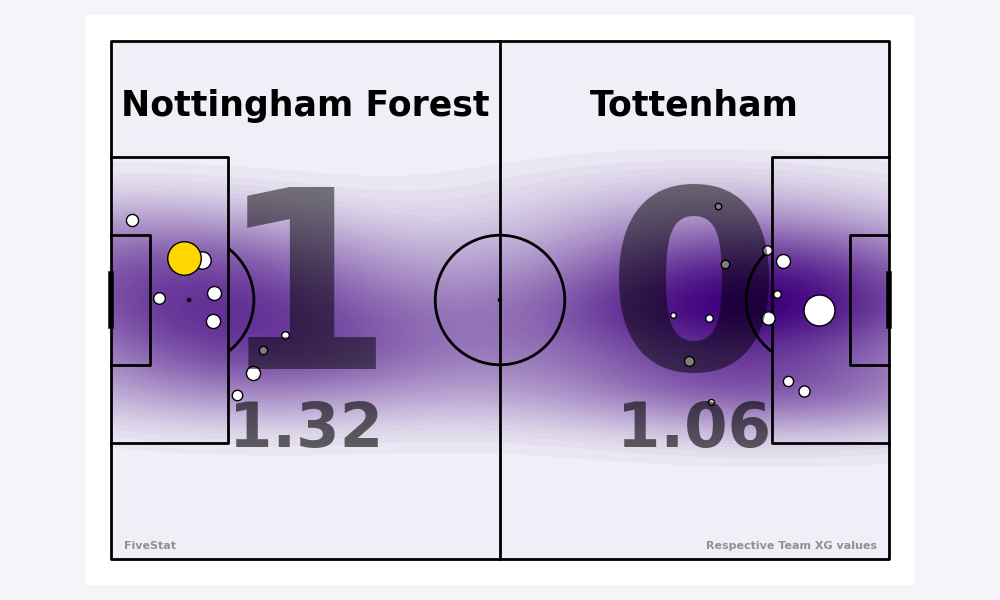 Nottingham Forest
Tottenham
1
0
1.32
1.06
FiveStat
Respective Team XG values